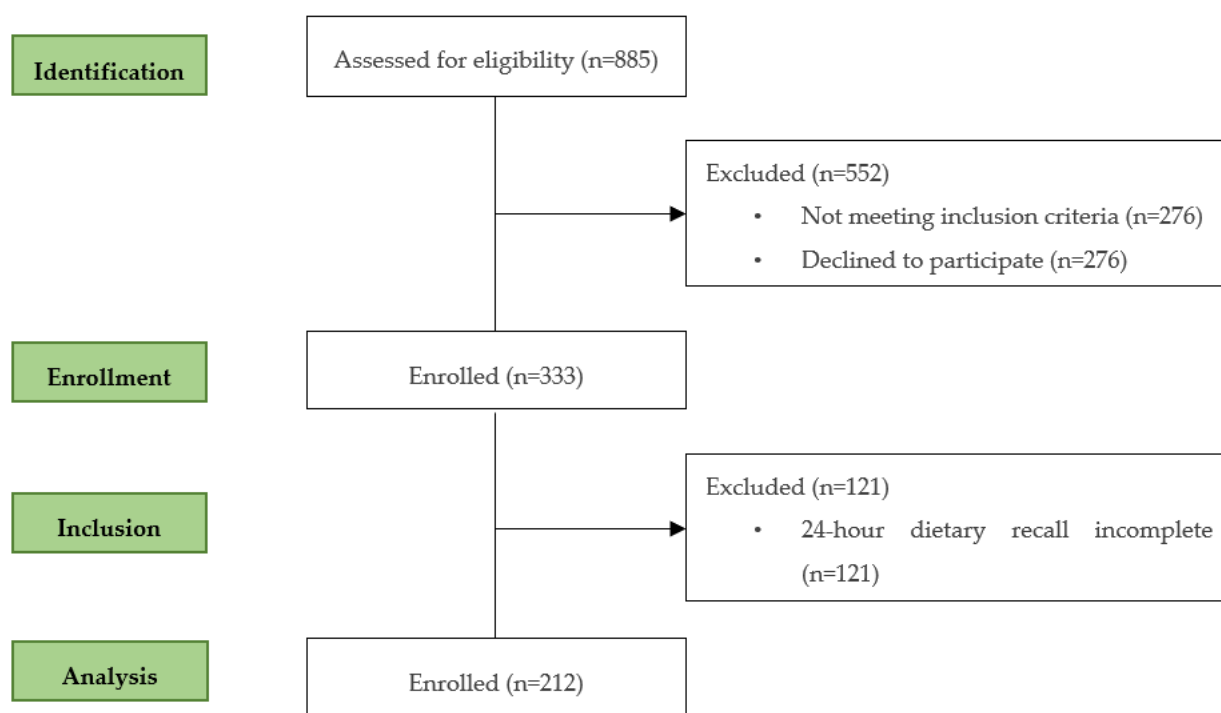 Identification
Assessed for eligibility (n=885)
Excluded (n=552)
• Not meeting inclusion criteria (n=276)
• Declined to participate (n=276)
Enrollment
Enrolled (n=333)
Inclusion
Excluded (n=121)
• 24-hour dietary recall incomplete
(n=121)
Analysis
Enrolled (n=212)